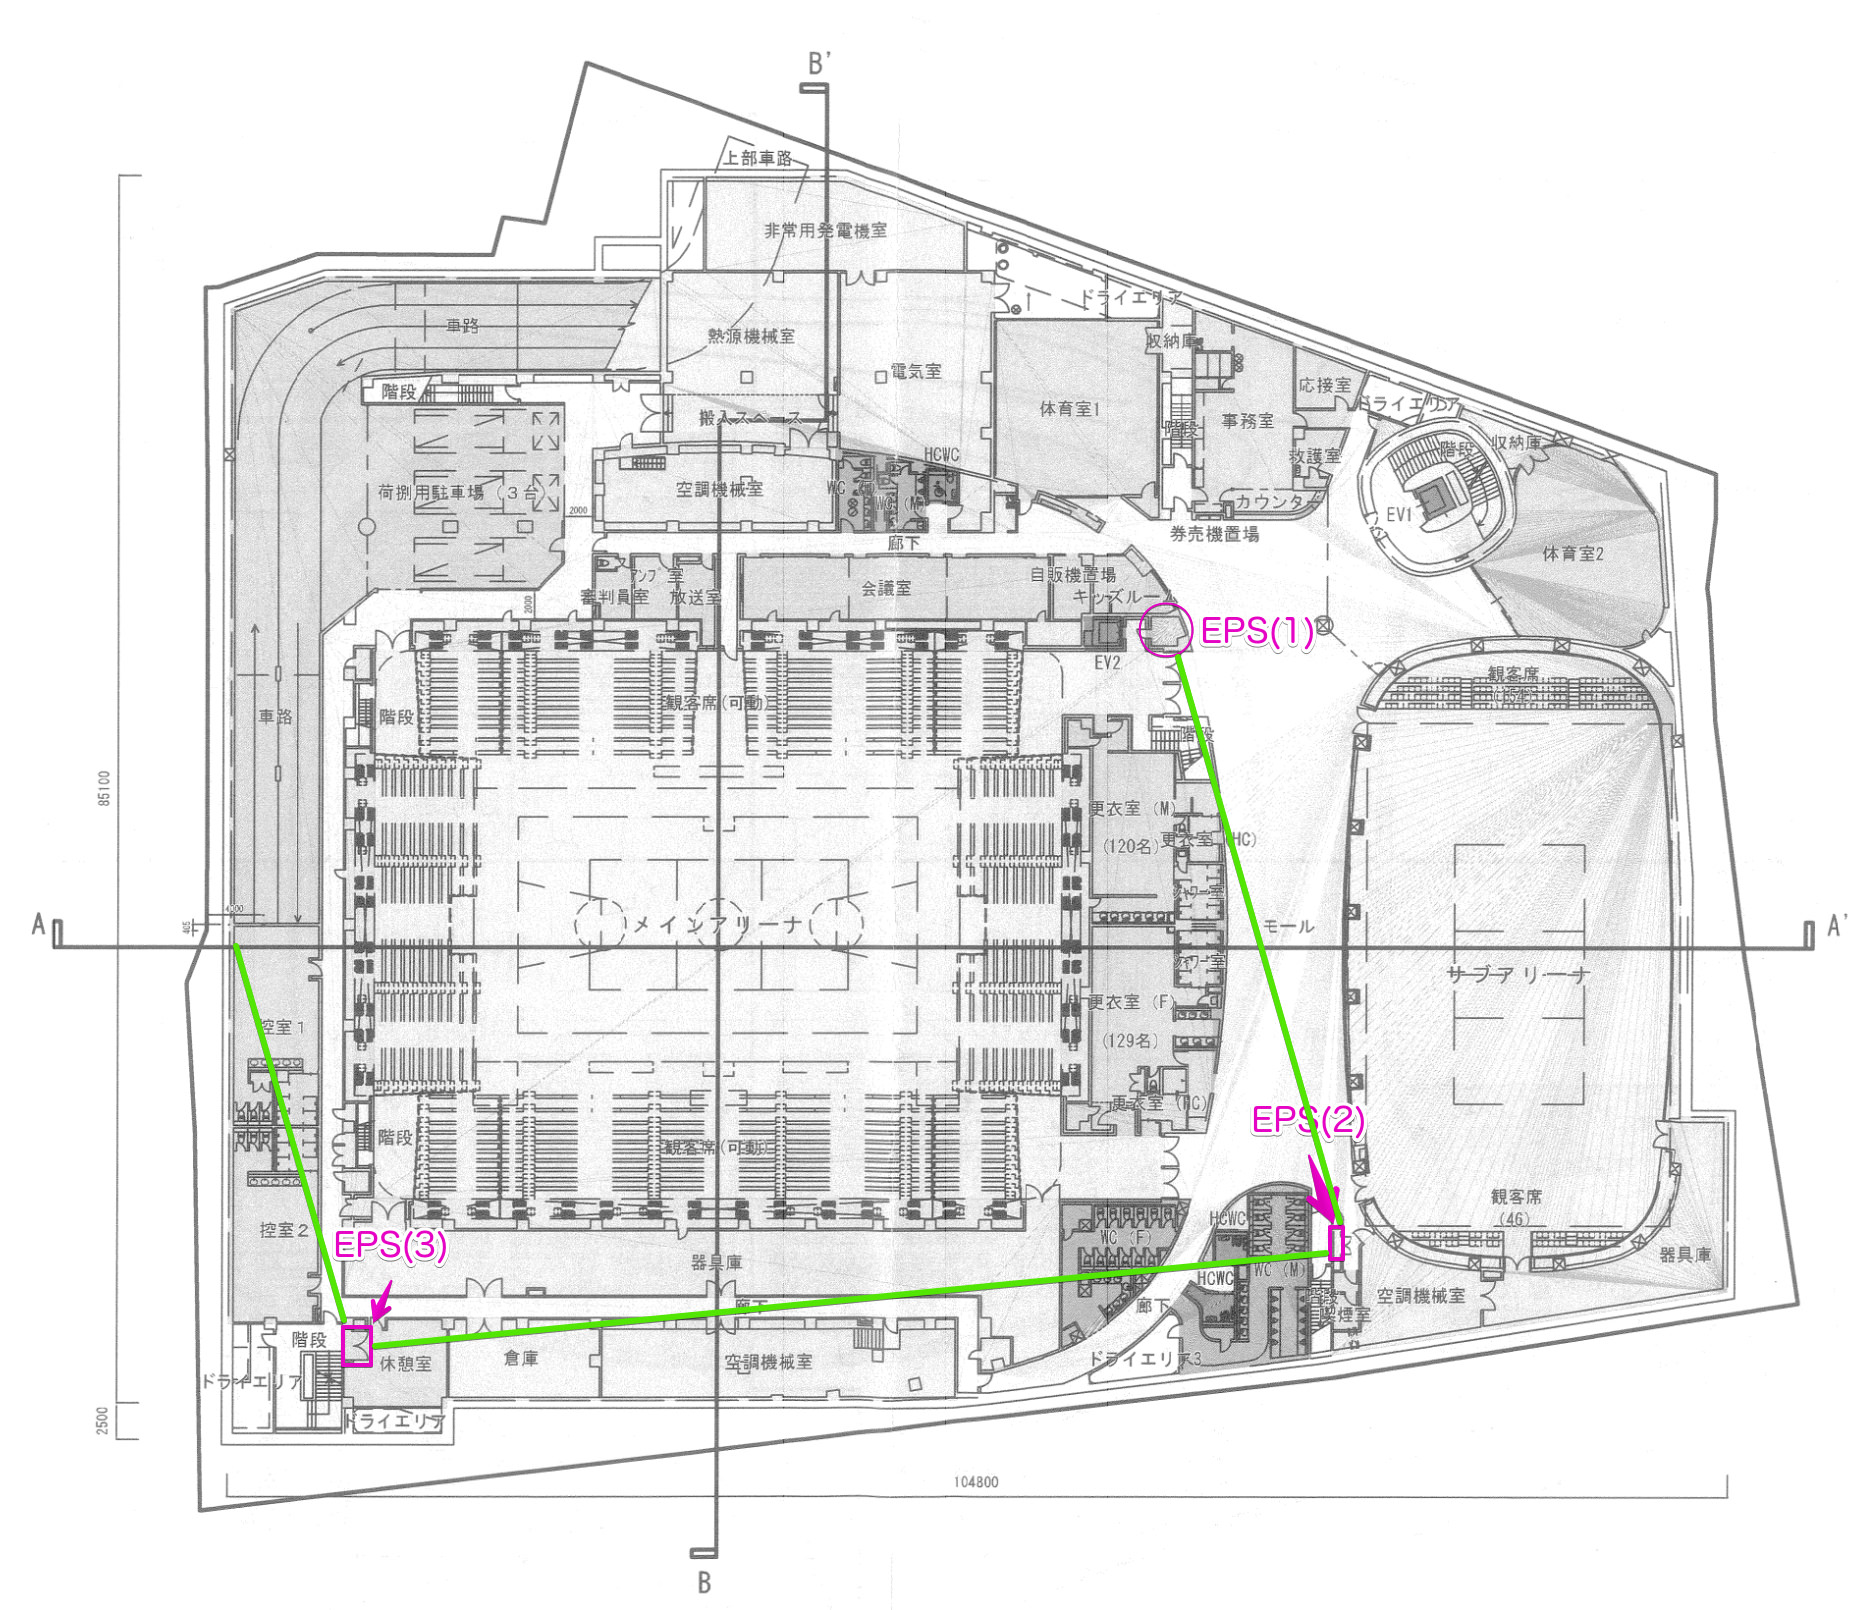 B'
上部車路
非常用発電機室
ドライエリア
車路
熱源機械室
収納庫
電気室
階段
応接室
体育室1
ドライエリア
搬入スペース
事務室
階段
階段
収納庫
HCWC
救護室
荷捌用駐車場（3台）
空調機械室
WC
WC (M)
カウンター
EV1
2000
券売機置場
廊下
体育室2
アンプ室
自販機置場
会議室
審判員室
放送室
キッズルーム
2000
EPS(1)
EV2
観客席
車路
階段
観客席(可動)
階段
85100
更衣室 (M)
(120名)
更衣室 (HC)
シャワー室
4000
A
メインアリーナ
モール
A'
シャワー室
サブアリーナ
更衣室 (F)
控室1
(129名)
更衣室 (HC)
EPS(2)
階段
観客席(可動)
観客席
(46)
控室2
EPS(3)
HCWC
WC (F)
器具庫
器具庫
HCWC
WC (M)
廊下
廊下
階段
空調機械室
喫煙室
階段
休憩室
倉庫
空調機械室
ドライエリア3
ドライエリア
ドライエリア
2500
104800
B